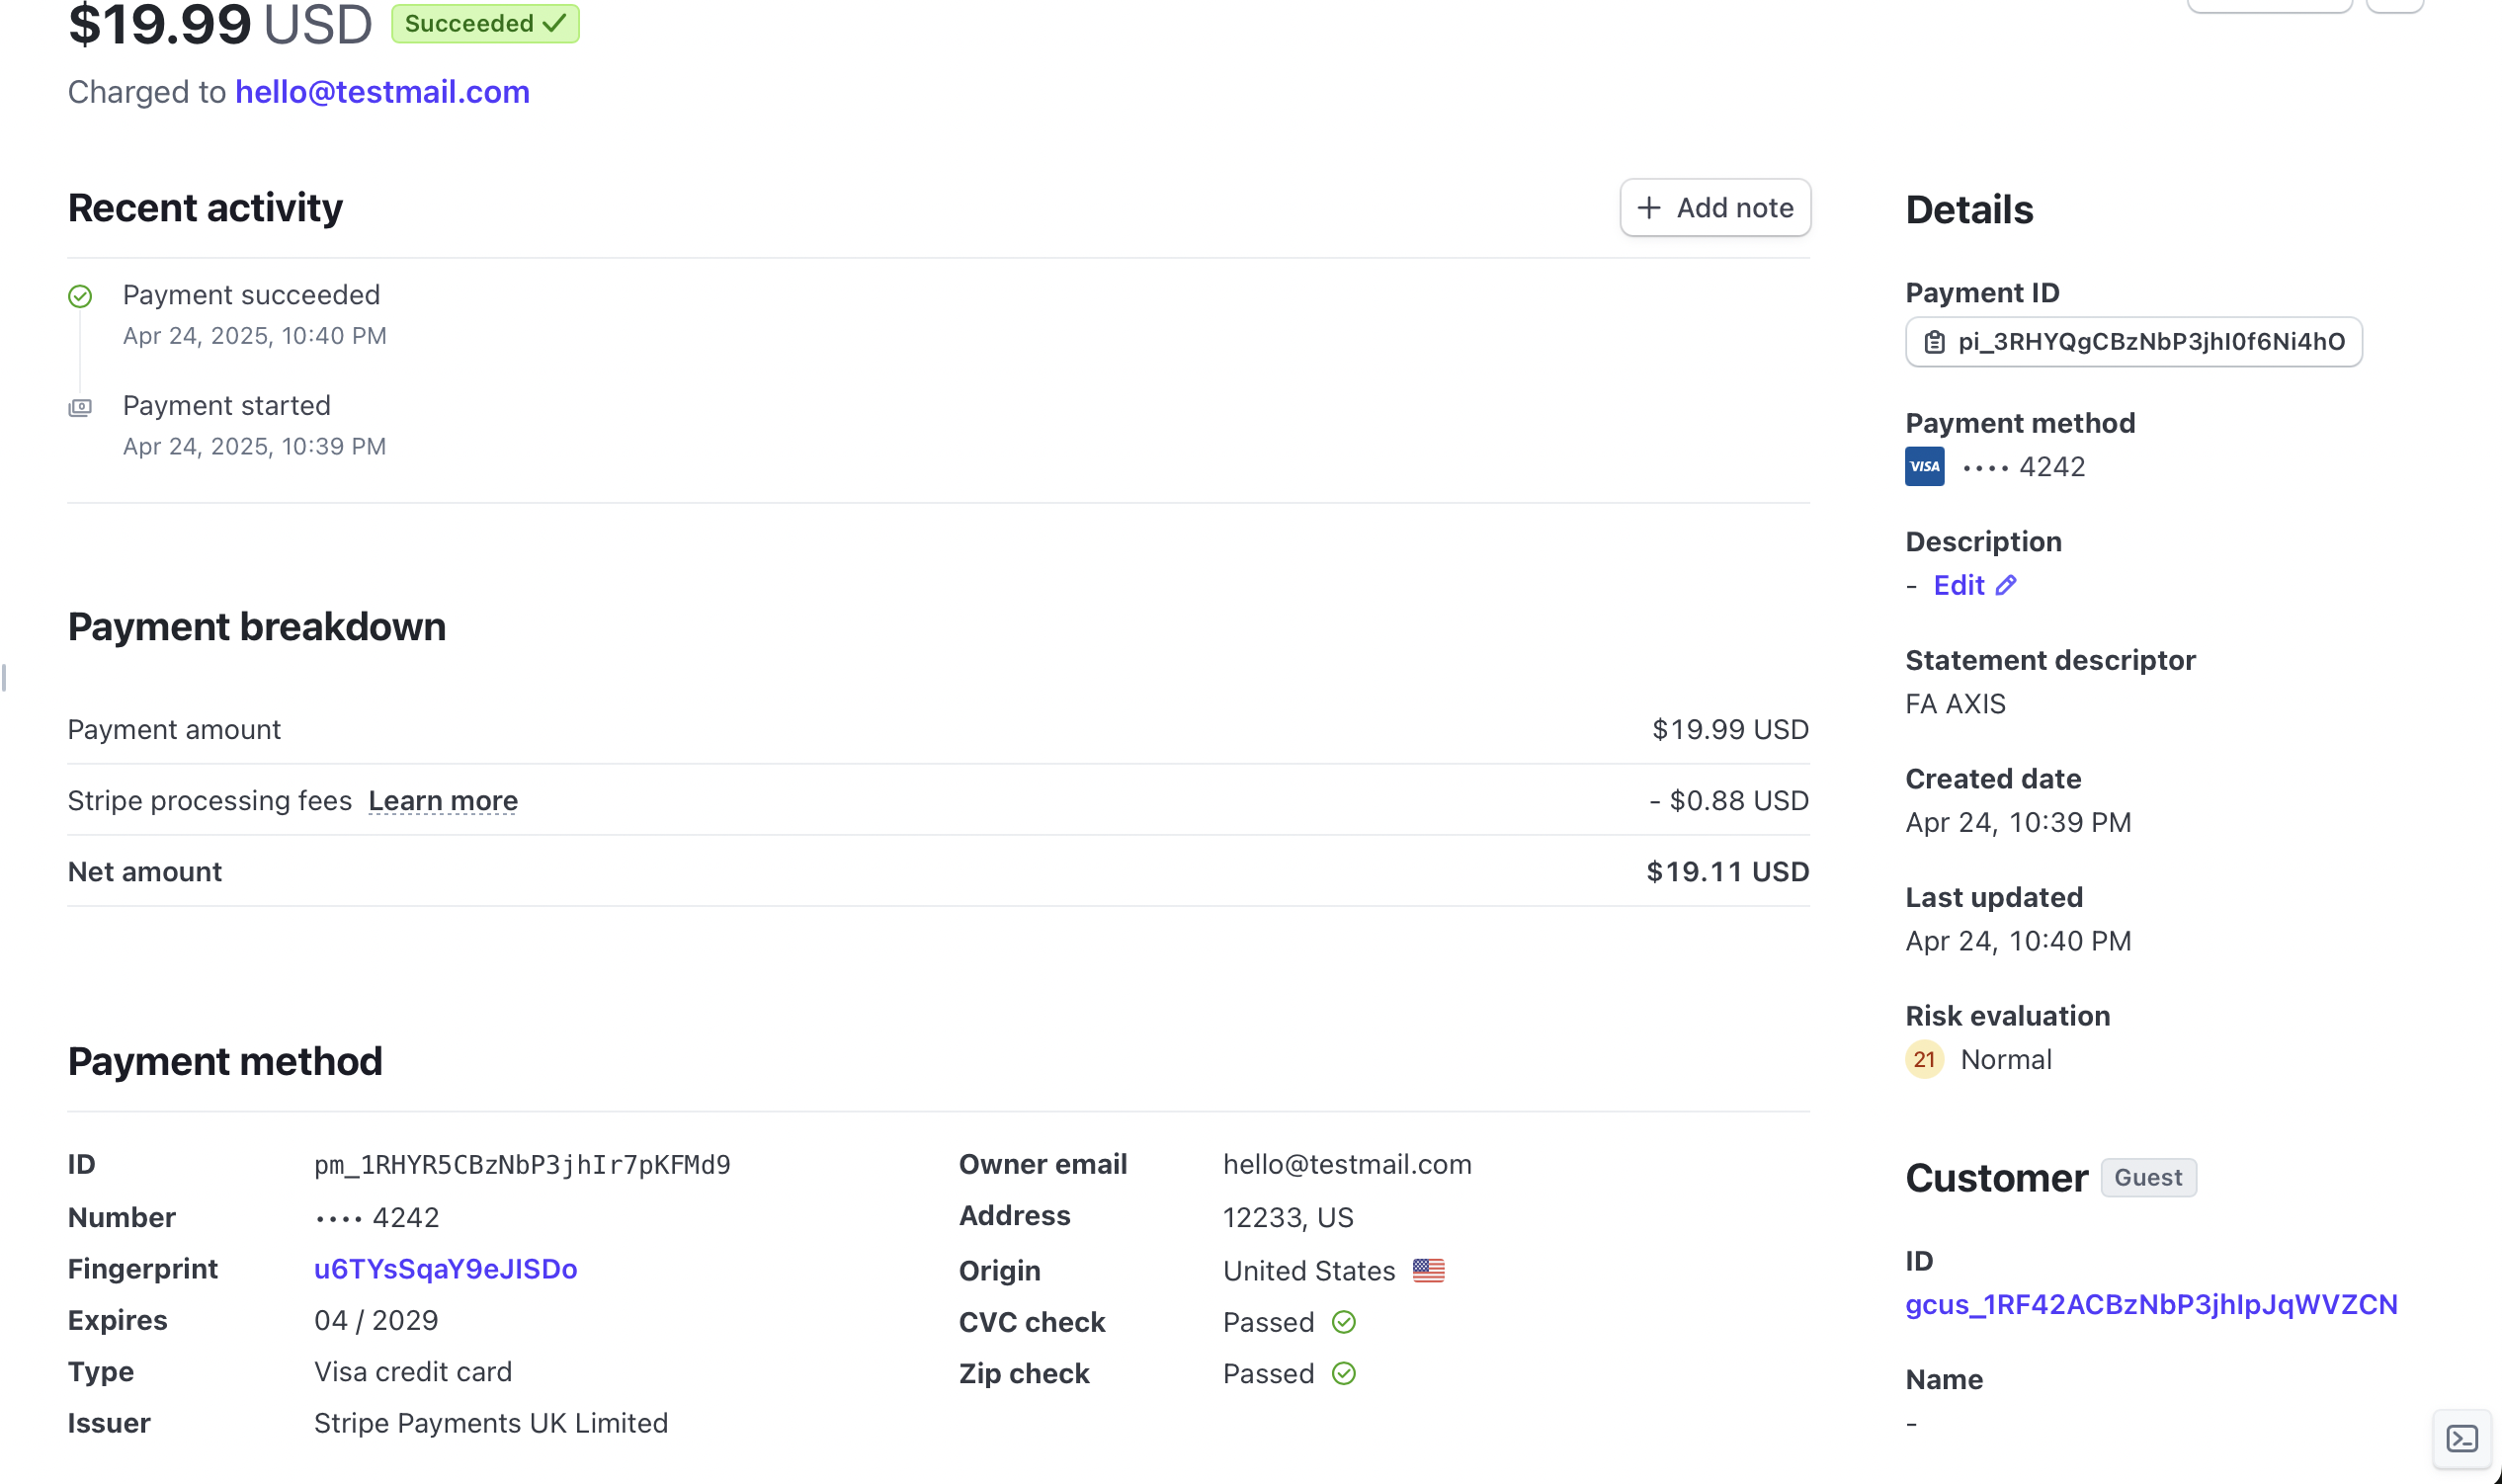 $19.99 USD Succeeded
Charged to hello@testmail.com
Recent activity
Add note
Payment succeeded
Apr 24, 2025, 10:40 PM
Payment started
Apr 24, 2025, 10:39 PM
Payment breakdown
Payment amount $19.99 USD
Stripe processing fees Learn more - $0.88 USD
Net amount $19.11 USD
Payment method
ID pm_1RHYR5CBzNbP3jhIr7pKFMd9
Number •••• 4242
Fingerprint u6TYsSqaY9eJISDo
Expires 04 / 2029
Type Visa credit card
Issuer Stripe Payments UK Limited
Owner email hello@testmail.com
Address 12233, US
Origin United States
CVC check Passed
Zip check Passed
Details
Payment ID
pi_3RHYQgCBzNbP3jhI0f6Ni4hO
Payment method
VISA •••• 4242
Description
- Edit
Statement descriptor
FA AXIS
Created date
Apr 24, 10:39 PM
Last updated
Apr 24, 10:40 PM
Risk evaluation
21 Normal
Customer Guest
ID
gcus_1RF42ACBzNbP3jhIpJqWVZCN
Name
-